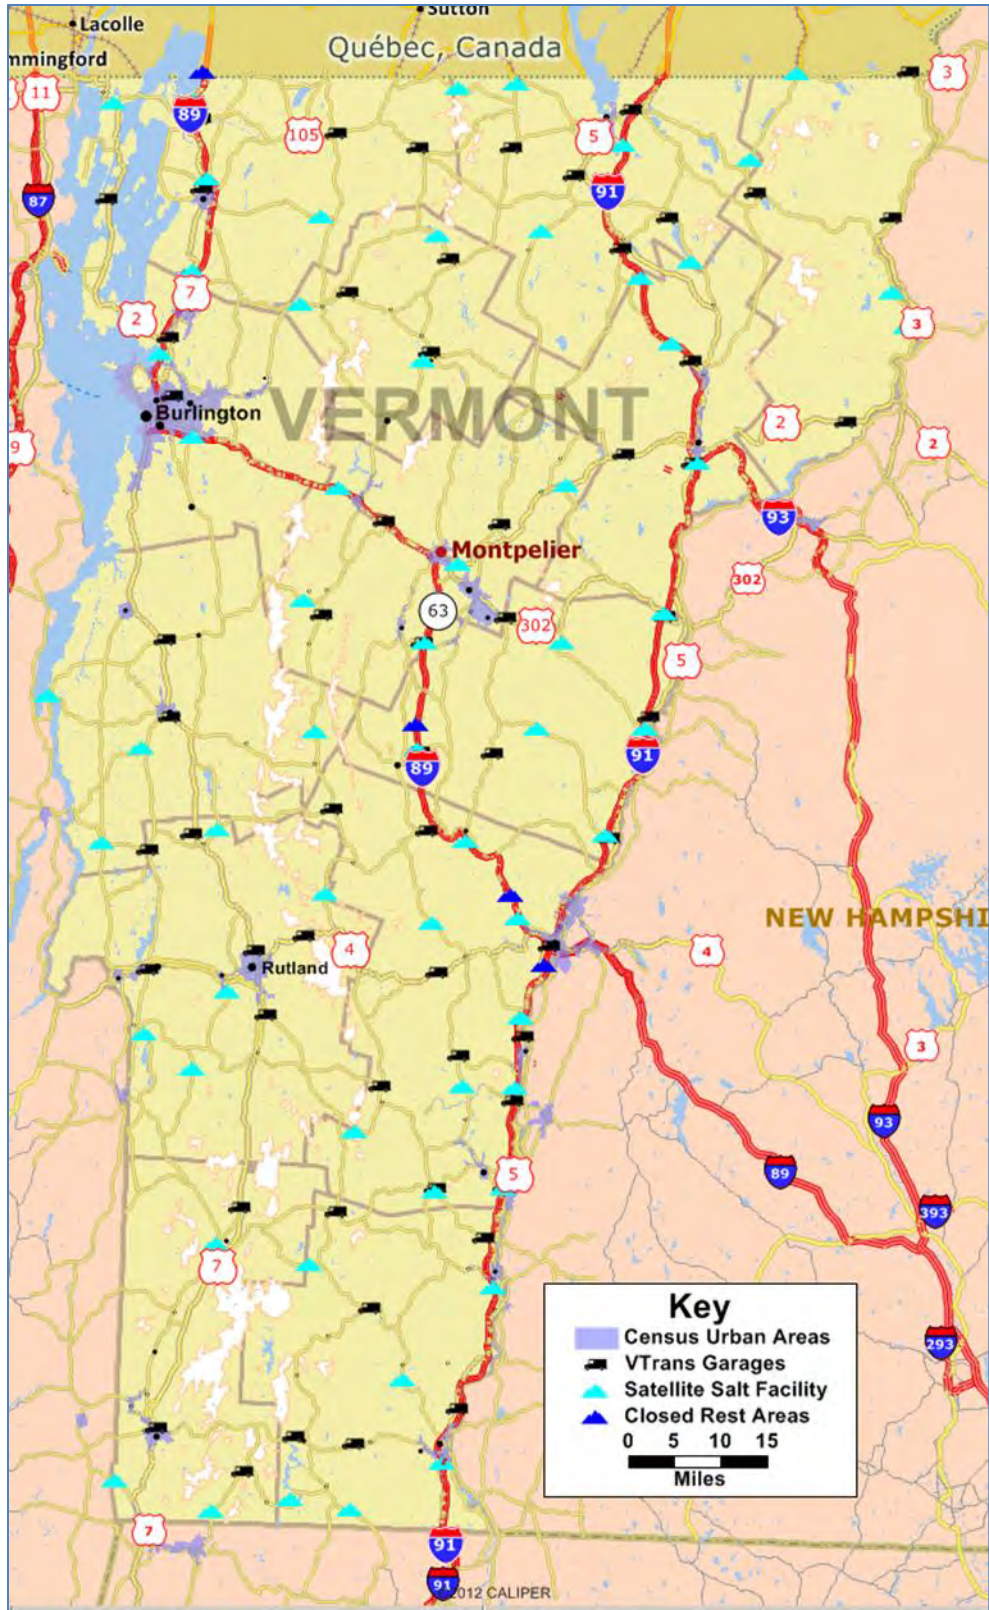 Sutton
Lacolle
Québec, Canada
mmingford
3
11
89
105
5
87
91
7
2
3
VERMONT
Burlington
2
2
9
93
Montpelier
302
63
302
5
91
89
NEW HAMPSHI
4
4
Rutland
3
93
5
89
393
7
Key
Census Urban Areas
VTrans Garages
Satellite Salt Facility
Closed Rest Areas
0 5 10 15
Miles
293
7
91
91
2012 CALIPER